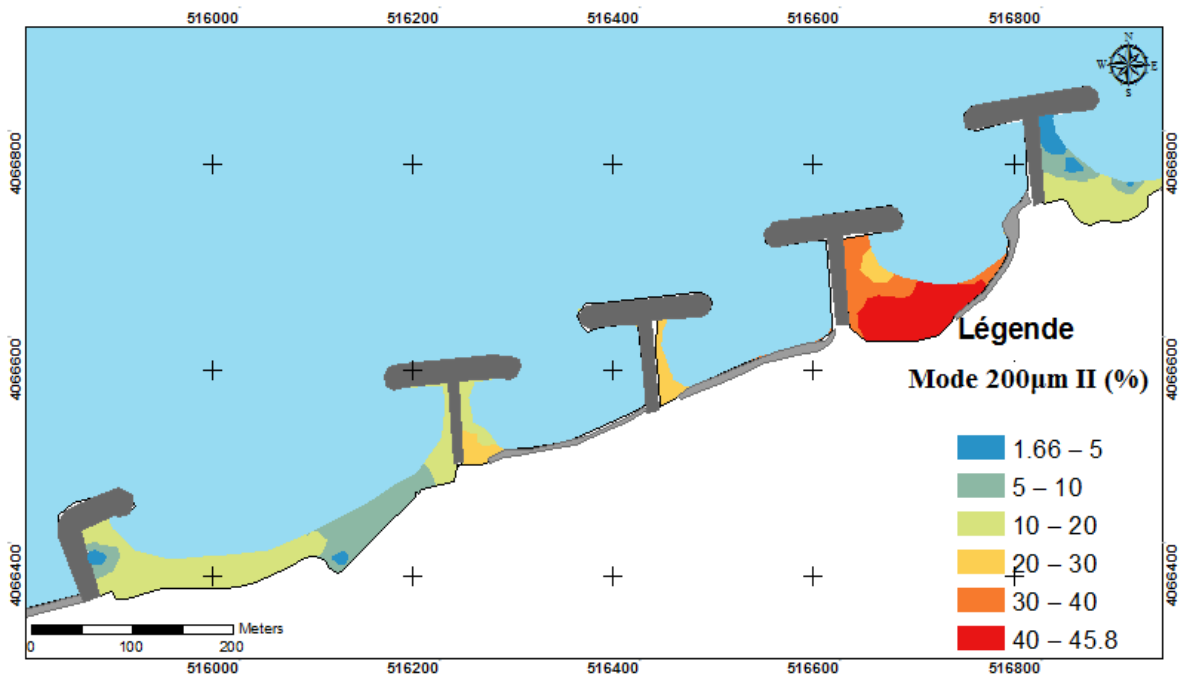 516000 516200 516400 516600 516800
N
W E
S
4066800 4066800
4066600 4066600
4066400 4066400
Légende
Mode 200µm II (%)
1.66 – 5
5 – 10
10 – 20
20 – 30
30 – 40
40 – 45.8
Meters
0 100 200
516000 516200 516400 516600 516800